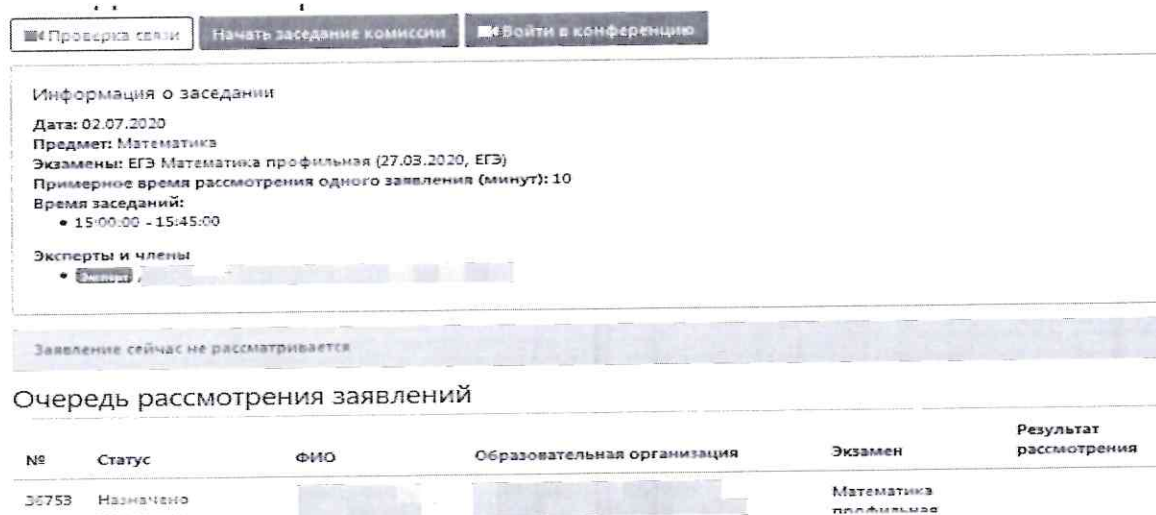 Проверка связи Начать заседание комиссии Войти в конференцию
Информация о заседании
Дата: 02.07.2020
Предмет: Математика
Экзамены: ЕГЭ Математика профильная (27.03.2020, ЕГЭ)
Примерное время рассмотрения одного заявления (минут): 10
Время заседаний:
• 15:00:00 - 15:45:00
Эксперты и члены
• Эксперт ,
Заявление сейчас не рассматривается
Очередь рассмотрения заявлений
№ Статус ФИО Образовательная организация Экзамен Результат рассмотрения
36753 Назначено Математика
профильная